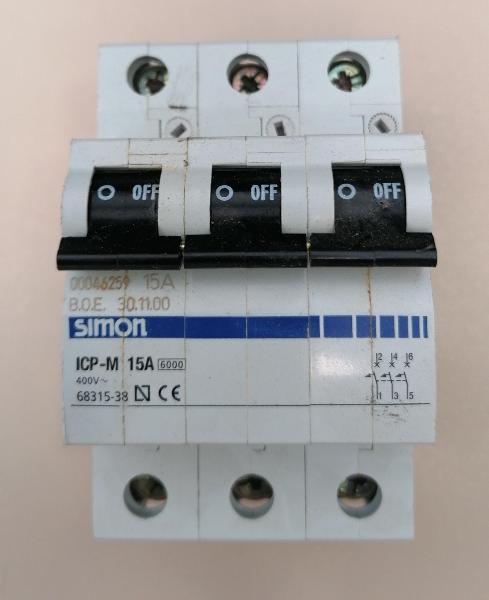 O OFF O OFF O OFF
00046259 15A
B.O.E. 30.11.00
simon
ICP-M 15A 6000
400V~
68315-38 N CE
2 4 6
1 3 5